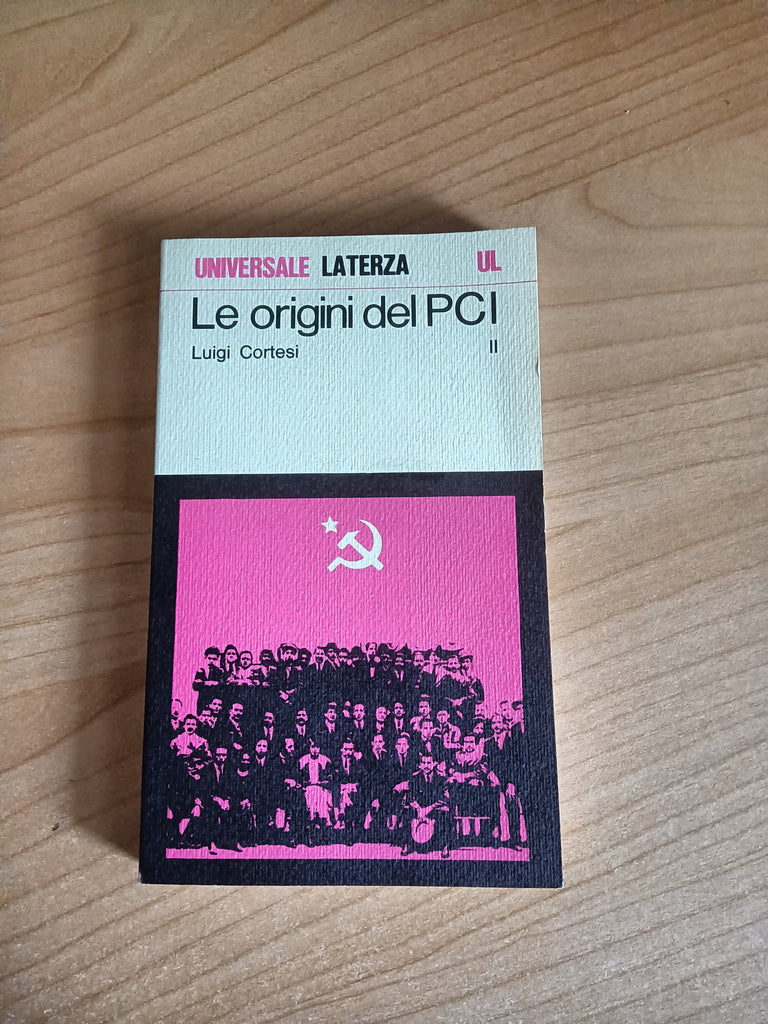 UNIVERSALE LATERZA UL
Le origini del PCI
Luigi Cortesi II